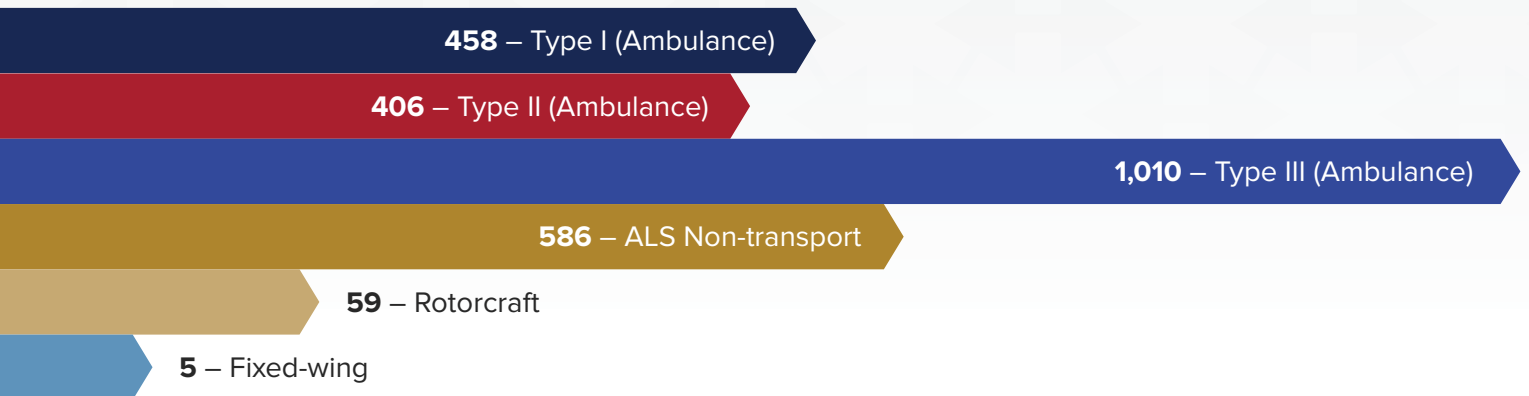 458 – Type I (Ambulance)
406 – Type II (Ambulance)
1,010 – Type III (Ambulance)
586 – ALS Non-transport
59 – Rotorcraft
5 – Fixed-wing